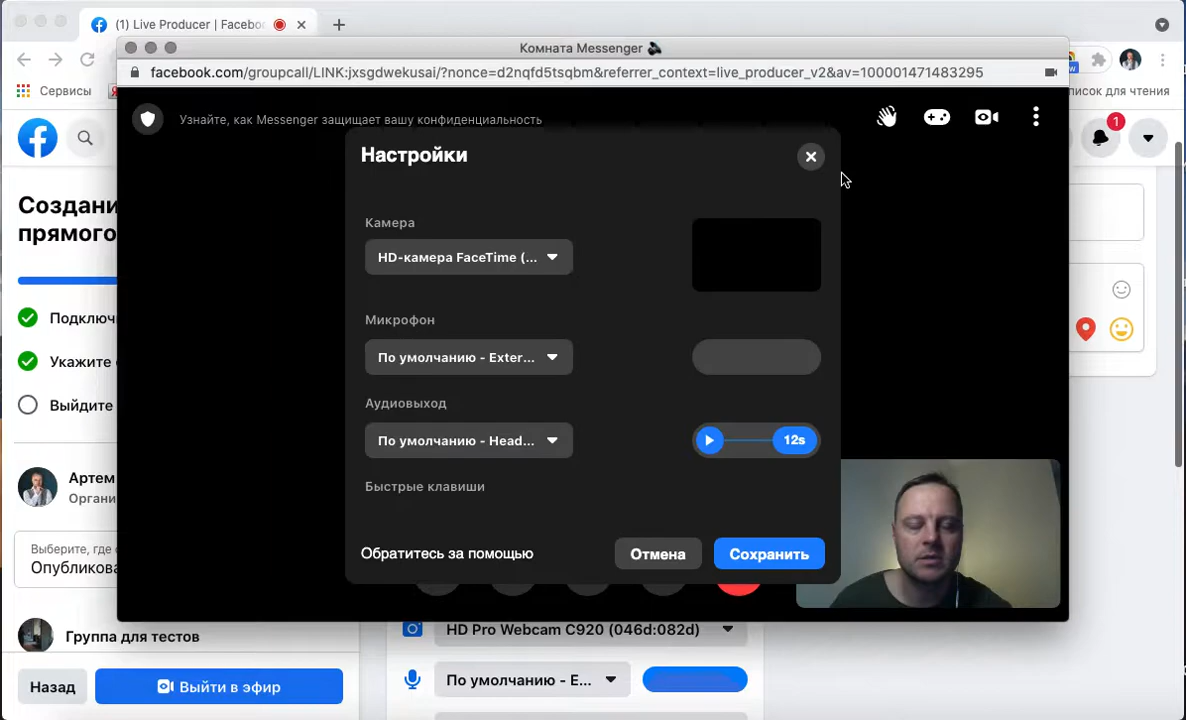 (1) Live Producer | Facebo
Комната Messenger
facebook.com/groupcall/LINK:jxsgdwekusai/?nonce=d2nqfd5tsqbm&referrer_context=live_producer_v2&av=100001471483295
Сервисы
писок для чтения
Узнайте, как Messenger защищает вашу конфиденциальность
1
Создани
прямого
Подключ
Укажите
Выйдите
Артем
Органи
Выберите, где
Опубликова
Группа для тестов
Назад
Выйти в эфир
Настройки
Камера
HD-камера FaceTime (...
Микрофон
По умолчанию - Exter...
Аудиовыход
По умолчанию - Head...
12s
Быстрые клавиши
Обратитесь за помощью
Отмена
Сохранить
HD Pro Webcam C920 (046d:082d)
По умолчанию - E...